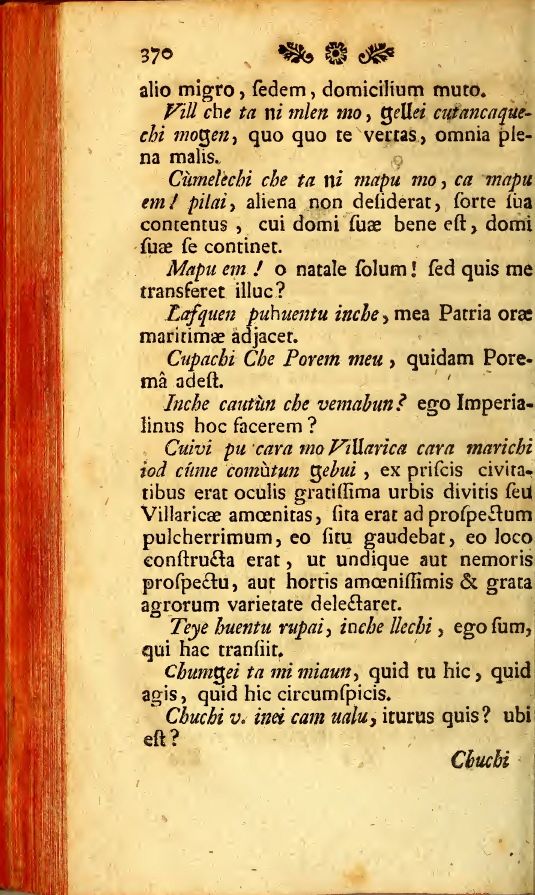 370
alio migro, ſedem, domicilium muto.
Vill che ta ni mlen mo, gellei cutancaque-
chi mogen, quo quo te vertas, omnia ple-
na malis.
Cùmelechi che ta ni mapu mo, ca mapu
em! pilai, aliena non deſiderat, ſorte ſua
contentus, cui domi ſuæ bene eſt, domi
ſuæ ſe continet.
Mapu em! o natale ſolum! ſed quis me
transferet illuc?
Lafquen puhuentu inche, mea Patria oræ
maritimæ adjacet.
Cupachi Che Porem meu, quidam Pore-
mâ adeſt.
Inche cautùn che vemabun? ego Imperia-
linus hoc facerem?
Cuivi pu cara mo Villarica cara marichi
iod cúme comùtun gebui, ex priſcis civita-
tibus erat oculis gratiſſima urbis divitis ſeu
Villaricæ amœnitas, ſita erat ad proſpectum
pulcherrimum, eo ſitu gaudebat, eo loco
conſtructa erat, ut undique aut nemoris
proſpectu, aut hortis amœniſſimis & grata
agrorum varietate delectaret.
Teye huentu rupai, inche llechi, ego ſum,
qui hac tranſiit.
Chumgei ta mi miaun, quid tu hic, quid
agis, quid hic circumſpicis.
Chuchi v. inei cam ualu, iturus quis? ubi
eſt?
Chuchi